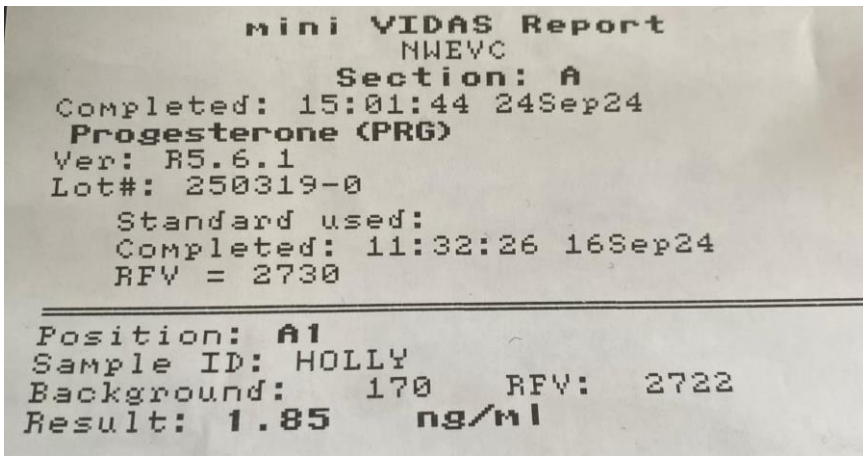 mini VIDAS Report
NWEVC
Section: A
Completed: 15:01:44 24Sep24
Progesterone (PRG)
Ver: R5.6.1
Lot#: 250319-0
Standard used:
Completed: 11:32:26 16Sep24
RFV = 2730
Position: A1
Sample ID: HOLLY
Background: 170 RFV: 2722
Result: 1.85 ng/ml